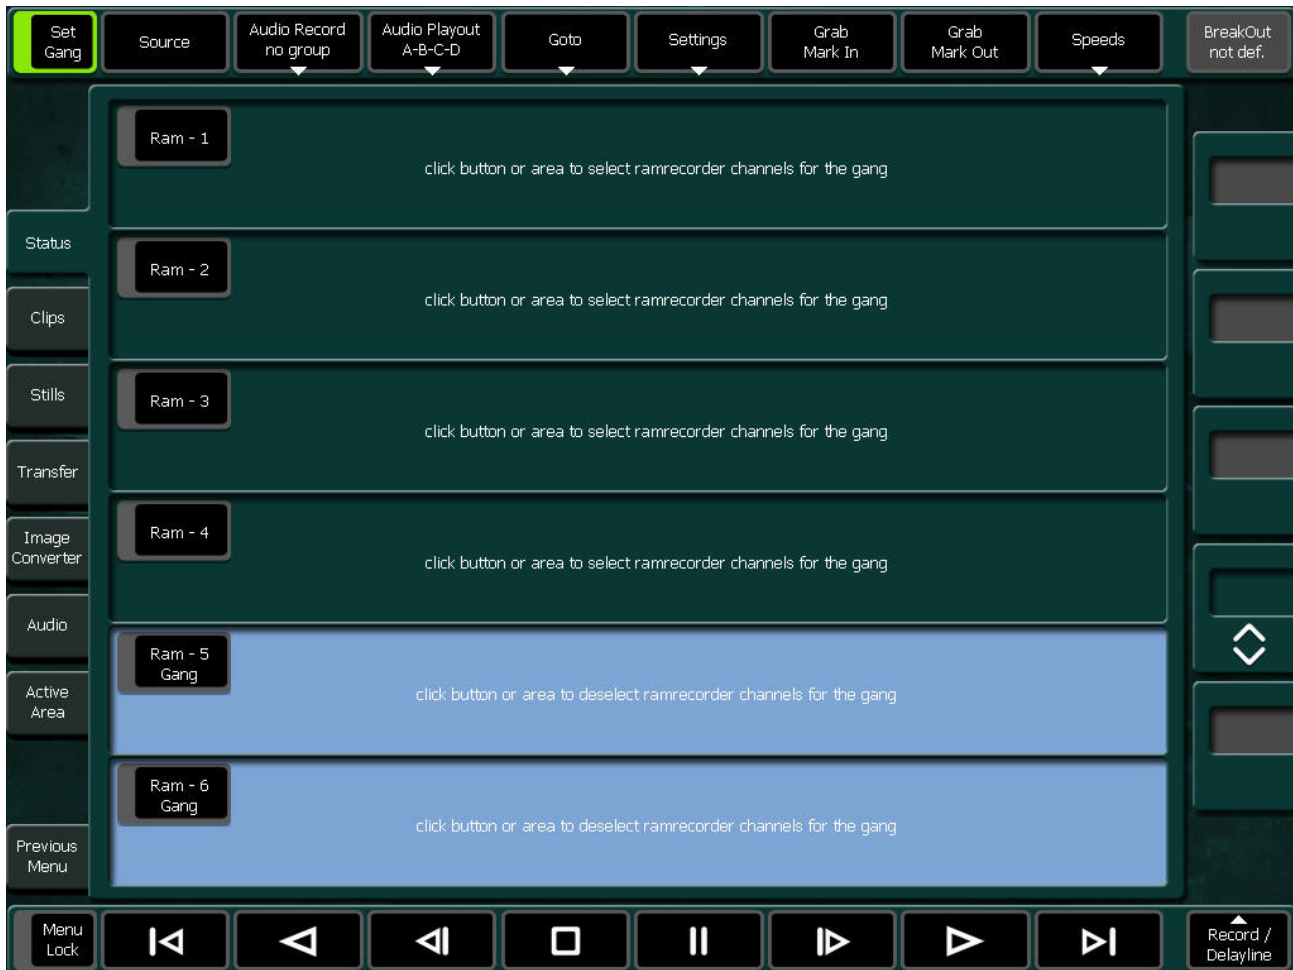 Set
Gang
Source
Audio Record
no group
Audio Playout
A-B-C-D
Goto
Settings
Grab
Mark In
Grab
Mark Out
Speeds
BreakOut
not def.
Ram - 1
click button or area to select ramrecorder channels for the gang
Status
Ram - 2
click button or area to select ramrecorder channels for the gang
Clips
Stills
Ram - 3
click button or area to select ramrecorder channels for the gang
Transfer
Image
Converter
Ram - 4
click button or area to select ramrecorder channels for the gang
Audio
Ram - 5
Gang
click button or area to deselect ramrecorder channels for the gang
Active
Area
Ram - 6
Gang
click button or area to deselect ramrecorder channels for the gang
Previous
Menu
Menu
Lock
Record /
Delayline